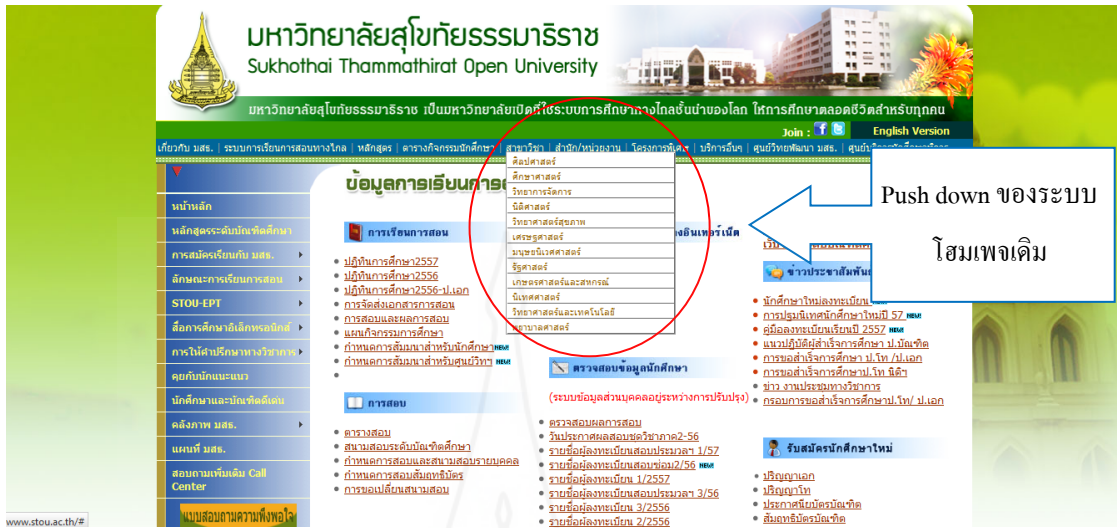 มหาวิทยาลัยสุโขทัยธรรมาธิราช
Sukhothai Thammathirat Open University
มหาวิทยาลัยสุโขทัยธรรมาธิราช เป็นมหาวิทยาลัยเปิดที่ใช้ระบบการศึกษาทางไกลชั้นนำของโลก ให้การศึกษาตลอดชีวิตสำหรับทุกคน
Join : English Version
เกี่ยวกับ มสธ. | ระบบการเรียนการสอนทางไกล | หลักสูตร | ตารางกิจกรรมนักศึกษา | สาขาวิชา | สำนัก/หน่วยงาน | โครงการพิเศษ | บริการอื่นๆ | ศูนย์วิทยพัฒนา มสธ. |
หน้าหลัก
หลักสูตรระดับบัณฑิตศึกษา
การสมัครเรียนกับ มสธ.
ลักษณะการเรียนการสอน
STOU-EPT
สื่อการศึกษาอิเล็กทรอนิกส์
การให้คำปรึกษาทางวิชาการ
คุยกับนักแนะแนว
นักศึกษาและบัณฑิตดีเด่น
คลังภาพ มสธ.
แผนที่ มสธ.
สอบถามเพิ่มเติม Call
Center
แบบสอบถามความพึงพอใจ
ข้อมูลการเรียนการ
การเรียนการสอน
ปฏิทินการศึกษา2557
ปฏิทินการศึกษา2556
ปฏิทินการศึกษา2556-ป.เอก
การจัดส่งเอกสารการสอน
การสอบและผลการสอบ
แผนกิจกรรมการศึกษา
กำหนดการสัมมนาสำหรับนักศึกษา NEW!
กำหนดการสัมมนาสำหรับศูนย์วิทฯ NEW!
การสอบ
ตารางสอบ
สนามสอบระดับบัณฑิตศึกษา
กำหนดการสอบและสนามสอบรายบุคคล
กำหนดการสอบสัมฤทธิบัตร
การขอเปลี่ยนสนามสอบ
ศิลปศาสตร์
ศึกษาศาสตร์
วิทยาการจัดการ
นิติศาสตร์
วิทยาศาสตร์สุขภาพ
เศรษฐศาสตร์
มนุษยนิเวศศาสตร์
รัฐศาสตร์
เกษตรศาสตร์และสหกรณ์
นิเทศศาสตร์
วิทยาศาสตร์และเทคโนโลยี
พยาบาลศาสตร์
อินเทอร์เน็ต
ตรวจสอบข้อมูลนักศึกษา
(ระบบข้อมูลส่วนบุคคลอยู่ระหว่างการปรับปรุง)
ตรวจสอบผลการสอบ
วันประกาศผลสอบชุดวิชาภาค2-56
รายชื่อผู้ลงทะเบียนสอบประมวลฯ 1/57
รายชื่อผู้ลงทะเบียนสอบซ่อม2/56 NEW!
รายชื่อผู้ลงทะเบียน 1/2557
รายชื่อผู้ลงทะเบียนสอบประมวลฯ 3/56
รายชื่อผู้ลงทะเบียน 3/2556
รายชื่อผู้ลงทะเบียน 2/2556
ข่าวประชาสัมพันธ์
นักศึกษาใหม่ลงทะเบียน
การปฐมนิเทศนักศึกษาใหม่ปี 57 NEW!
คู่มือลงทะเบียนเรียนปี 2557 NEW!
แนวปฏิบัติผู้สำเร็จการศึกษา ป.บัณฑิต
การขอสำเร็จการศึกษา ป.โท /ป.เอก
การขอสำเร็จการศึกษาป.โท นิติฯ
ข่าว งานประชุมทางวิชาการ
กรอบการขอสำเร็จการศึกษาป.โท/ ป.เอก
รับสมัครนักศึกษาใหม่
ปริญญาเอก
ปริญญาโท
ประกาศนียบัตรบัณฑิต
สัมฤทธิบัตรบัณฑิต
Push down ของระบบ
โฮมเพจเดิม
www.stou.ac.th/#